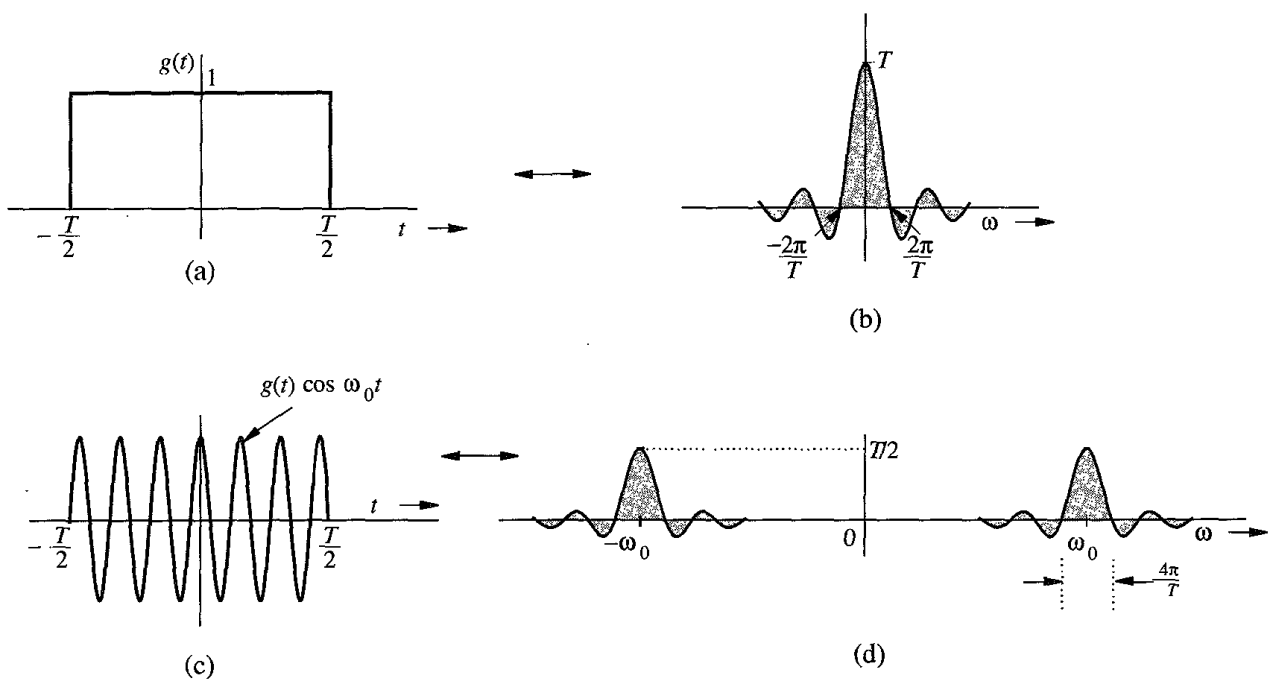 g(t)
1
-T/2
T/2
t
(a)
T
-2π/T
2π/T
ω
(b)
g(t) cos ω₀t
t
-T/2
T/2
(c)
T/2
-ω₀
0
ω₀
ω
4π/T
(d)